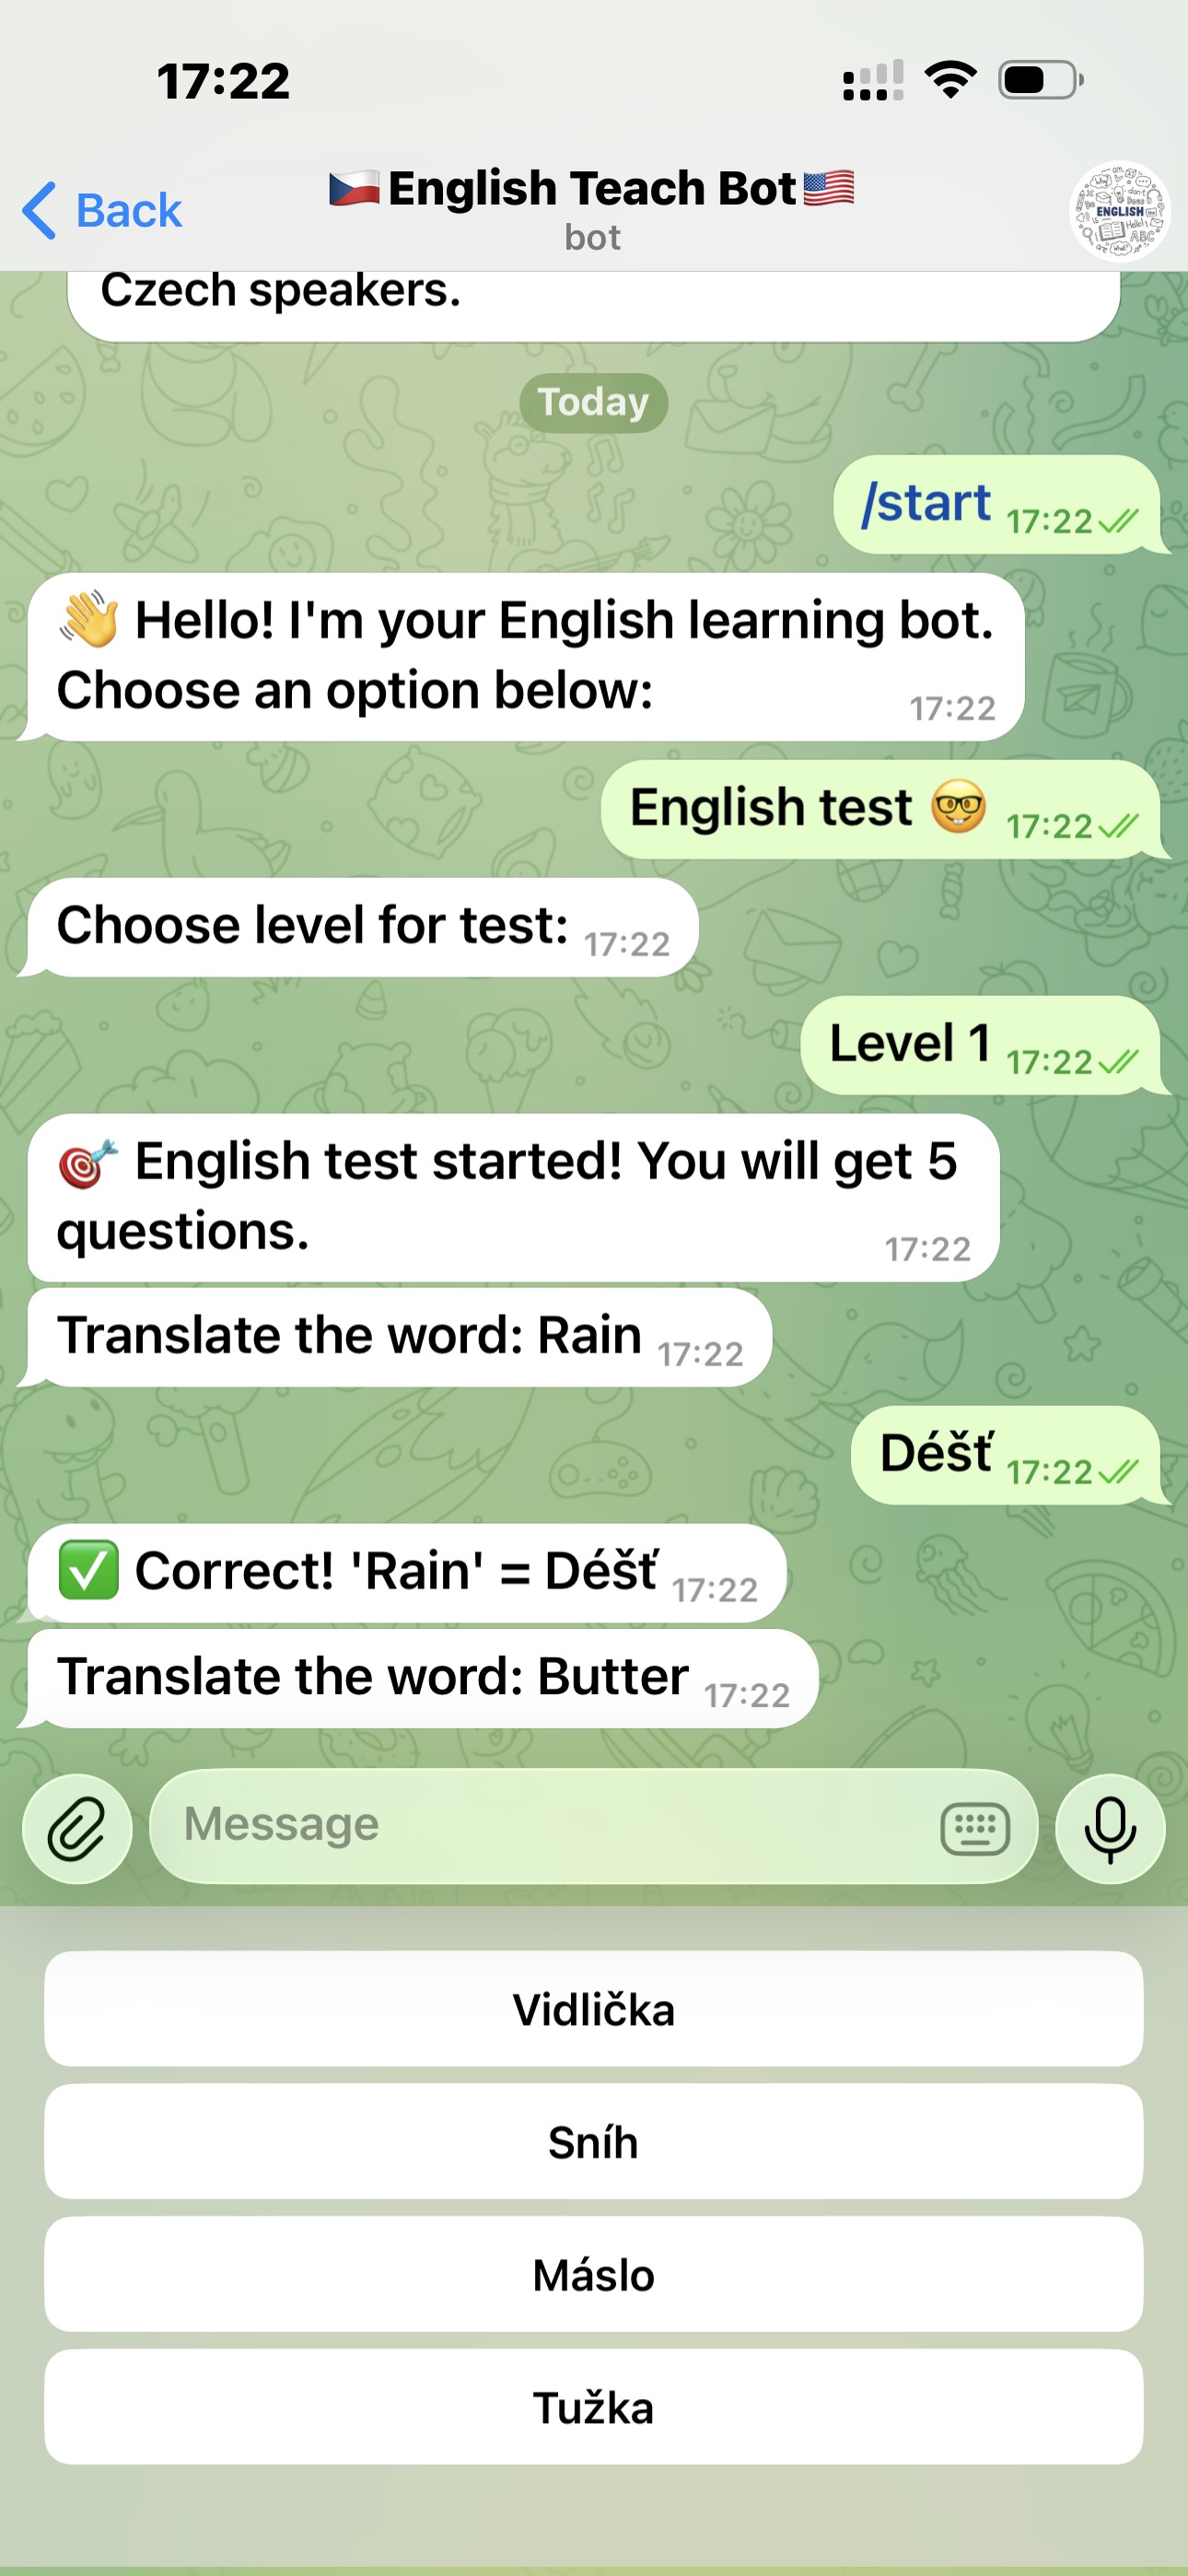 17:22
Back
🇨🇿English Teach Bot🇺🇸
bot
ENGLISH
Czech speakers.
Today
/start 17:22
👋 Hello! I'm your English learning bot.
Choose an option below: 17:22
English test 🤓 17:22
Choose level for test: 17:22
Level 1 17:22
🎯 English test started! You will get 5
questions. 17:22
Translate the word: Rain 17:22
Déšť 17:22
✅ Correct! 'Rain' = Déšť 17:22
Translate the word: Butter 17:22
Message
Vidlička
Sníh
Máslo
Tužka